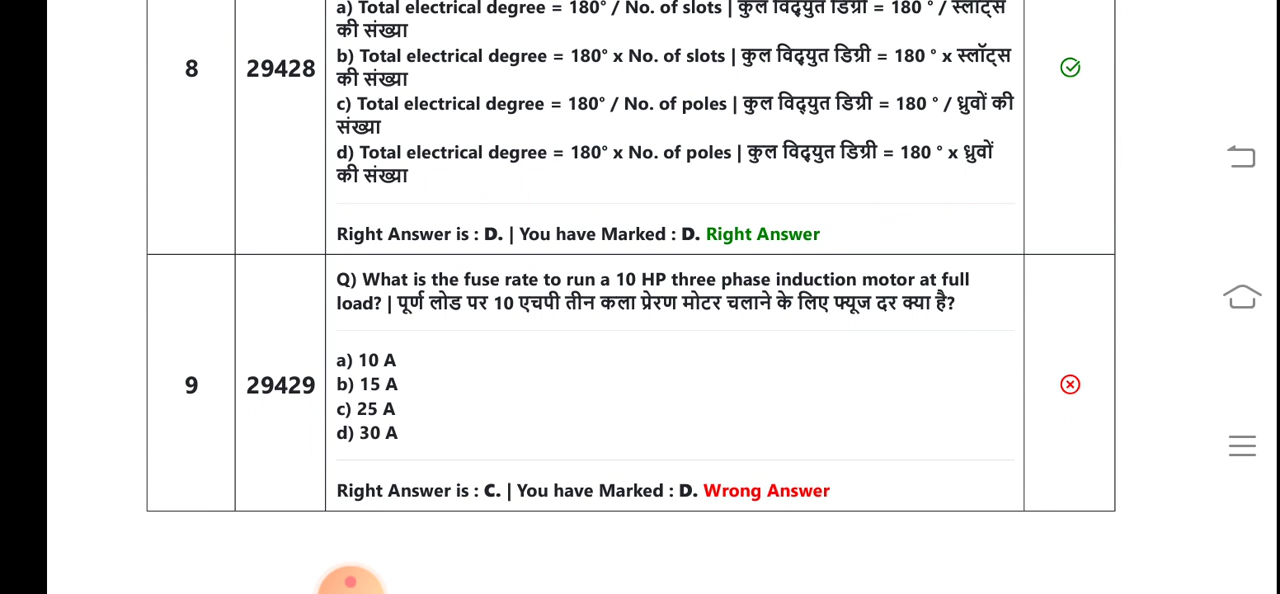 a) Total electrical degree = 180° / No. of slots | कुल विद्युत डिग्री = 180 ° / स्लॉट्स
की संख्या
b) Total electrical degree = 180° x No. of slots | कुल विद्युत डिग्री = 180 ° x स्लॉट्स
की संख्या
8 29428
c) Total electrical degree = 180° / No. of poles | कुल विद्युत डिग्री = 180 ° / ध्रुवों की
संख्या
d) Total electrical degree = 180° x No. of poles | कुल विद्युत डिग्री = 180 ° x ध्रुवों
की संख्या
Right Answer is : D. | You have Marked : D. Right Answer
Q) What is the fuse rate to run a 10 HP three phase induction motor at full
load? | पूर्ण लोड पर 10 एचपी तीन कला प्रेरण मोटर चलाने के लिए फ्यूज दर क्या है?
9 29429
a) 10 A
b) 15 A
c) 25 A
d) 30 A
Right Answer is : C. | You have Marked : D. Wrong Answer